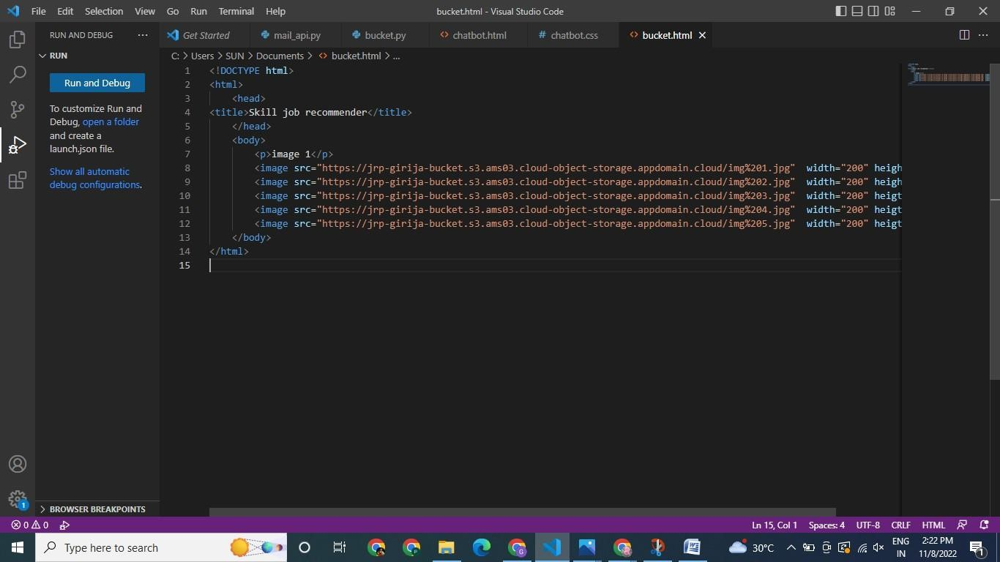 File Edit Selection View Go Run Terminal Help bucket.html - Visual Studio Code
RUN AND DEBUG ...
Get Started mail_api.py bucket.py <> chatbot.html # chatbot.css <> bucket.html
RUN
C: > Users > SUN > Documents > <> bucket.html > ...
Run and Debug
To customize Run and
Debug, open a folder
and create a
launch.json file.
Show all automatic
debug configurations.
1 <!DOCTYPE html>
2 <html>
3 <head>
4 <title>Skill job recommender</title>
5 </head>
6 <body>
7 <p>image 1</p>
8 <image src="https://jrp-girija-bucket.s3.ams03.cloud-object-storage.appdomain.cloud/img%201.jpg" width="200" heigh
9 <image src="https://jrp-girija-bucket.s3.ams03.cloud-object-storage.appdomain.cloud/img%202.jpg" width="200" heigh
10 <image src="https://jrp-girija-bucket.s3.ams03.cloud-object-storage.appdomain.cloud/img%203.jpg" width="200" heigt
11 <image src="https://jrp-girija-bucket.s3.ams03.cloud-object-storage.appdomain.cloud/img%204.jpg" width="200" heigt
12 <image src="https://jrp-girija-bucket.s3.ams03.cloud-object-storage.appdomain.cloud/img%205.jpg" width="200" heigt
13 </body>
14 </html>
15
BROWSER BREAKPOINTS
1
0 0 Ln 15, Col 1 Spaces: 4 UTF-8 CRLF HTML
Type here to search 30°C ENG IN 2:22 PM 11/8/2022 1